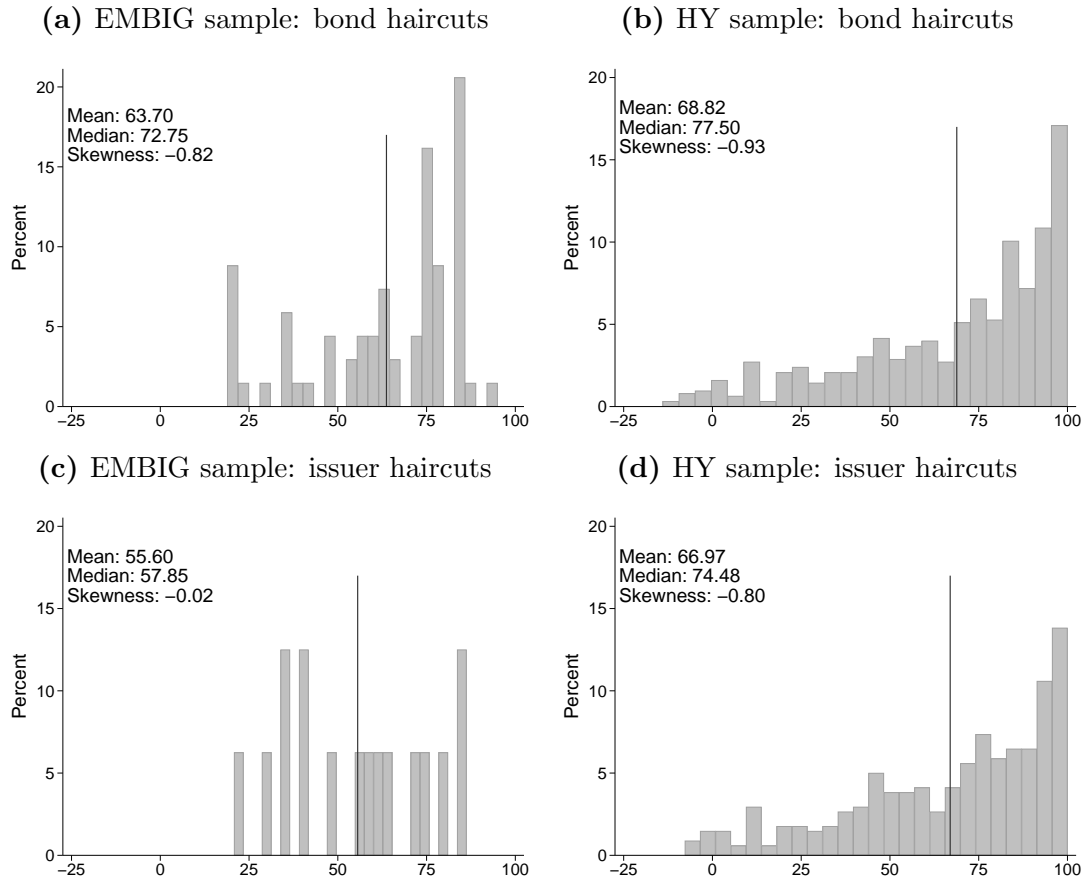 (a) EMBIG sample: bond haircuts
Mean: 63.70
Median: 72.75
Skewness: −0.82
Percent
20
15
10
5
0
−25 0 25 50 75 100
(b) HY sample: bond haircuts
Mean: 68.82
Median: 77.50
Skewness: −0.93
Percent
20
15
10
5
0
−25 0 25 50 75 100
(c) EMBIG sample: issuer haircuts
Mean: 55.60
Median: 57.85
Skewness: −0.02
Percent
20
15
10
5
0
−25 0 25 50 75 100
(d) HY sample: issuer haircuts
Mean: 66.97
Median: 74.48
Skewness: −0.80
Percent
20
15
10
5
0
−25 0 25 50 75 100